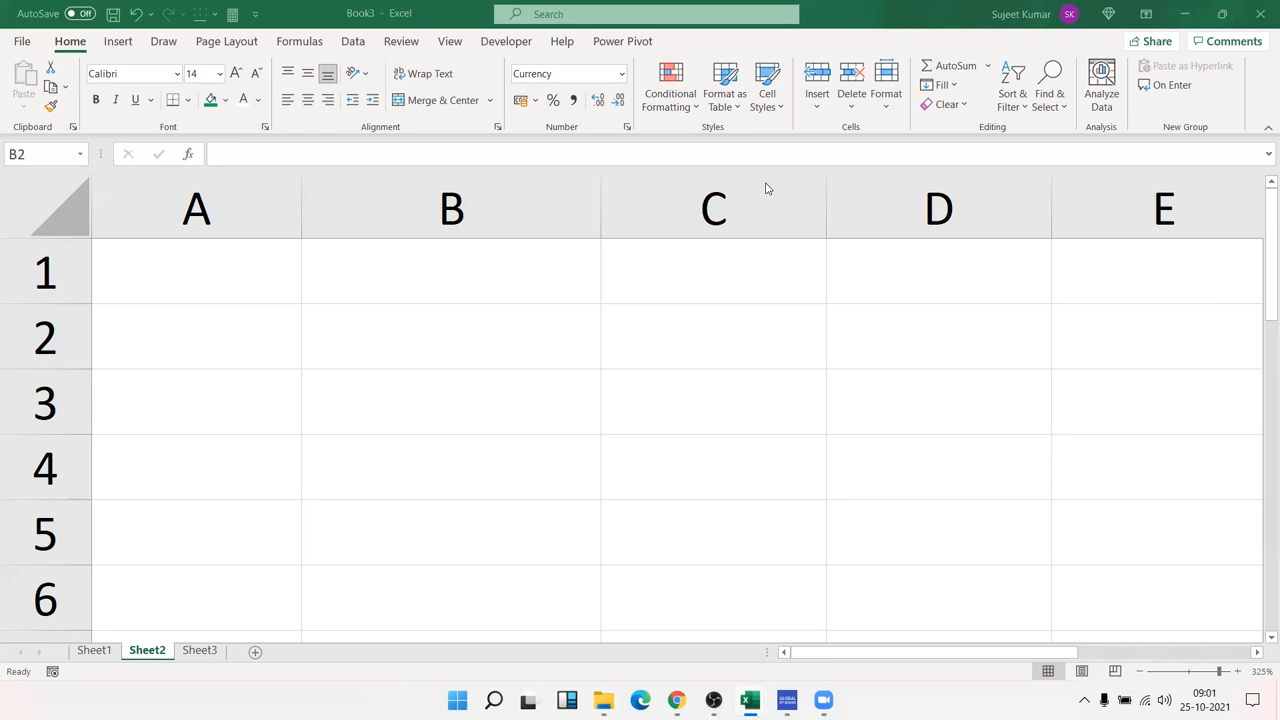 AutoSave Off Book3 - Excel Search Sujeet Kumar SK
File Home Insert Draw Page Layout Formulas Data Review View Developer Help Power Pivot Share Comments
Paste Calibri 14 Wrap Text Currency Conditional Formatting Format as Table Cell Styles Insert Delete Format AutoSum Sort & Filter Find & Select Analyze Data Paste as Hyperlink
B I U A Merge & Center % Fill Clear On Enter
Clipboard Font Alignment Number Styles Cells Editing Analysis New Group
B2 fx
A B C D E
1
2
3
4
5
6
Sheet1 Sheet2 Sheet3
Ready 325%
09:01